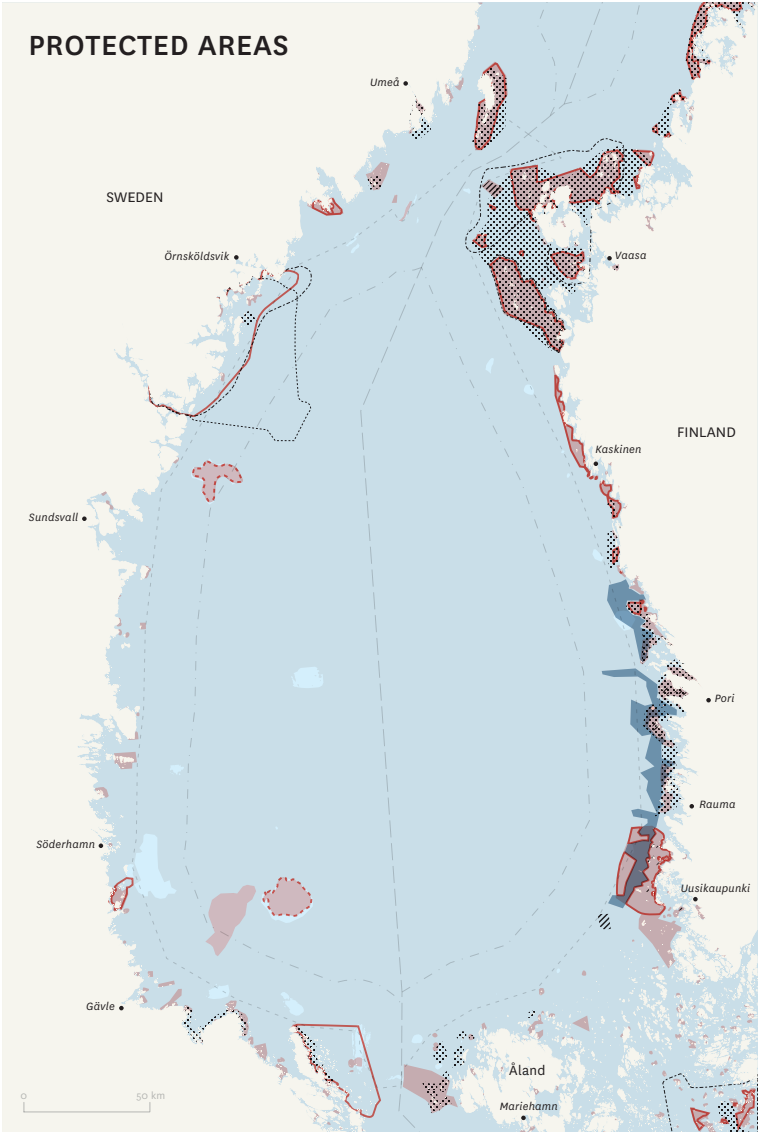 PROTECTED AREAS
Umeå
SWEDEN
Örnsköldsvik
Vaasa
FINLAND
Kaskinen
Sundsvall
Pori
Rauma
Söderhamn
Uusikaupunki
Gävle
Åland
0 50 km
Mariehamn